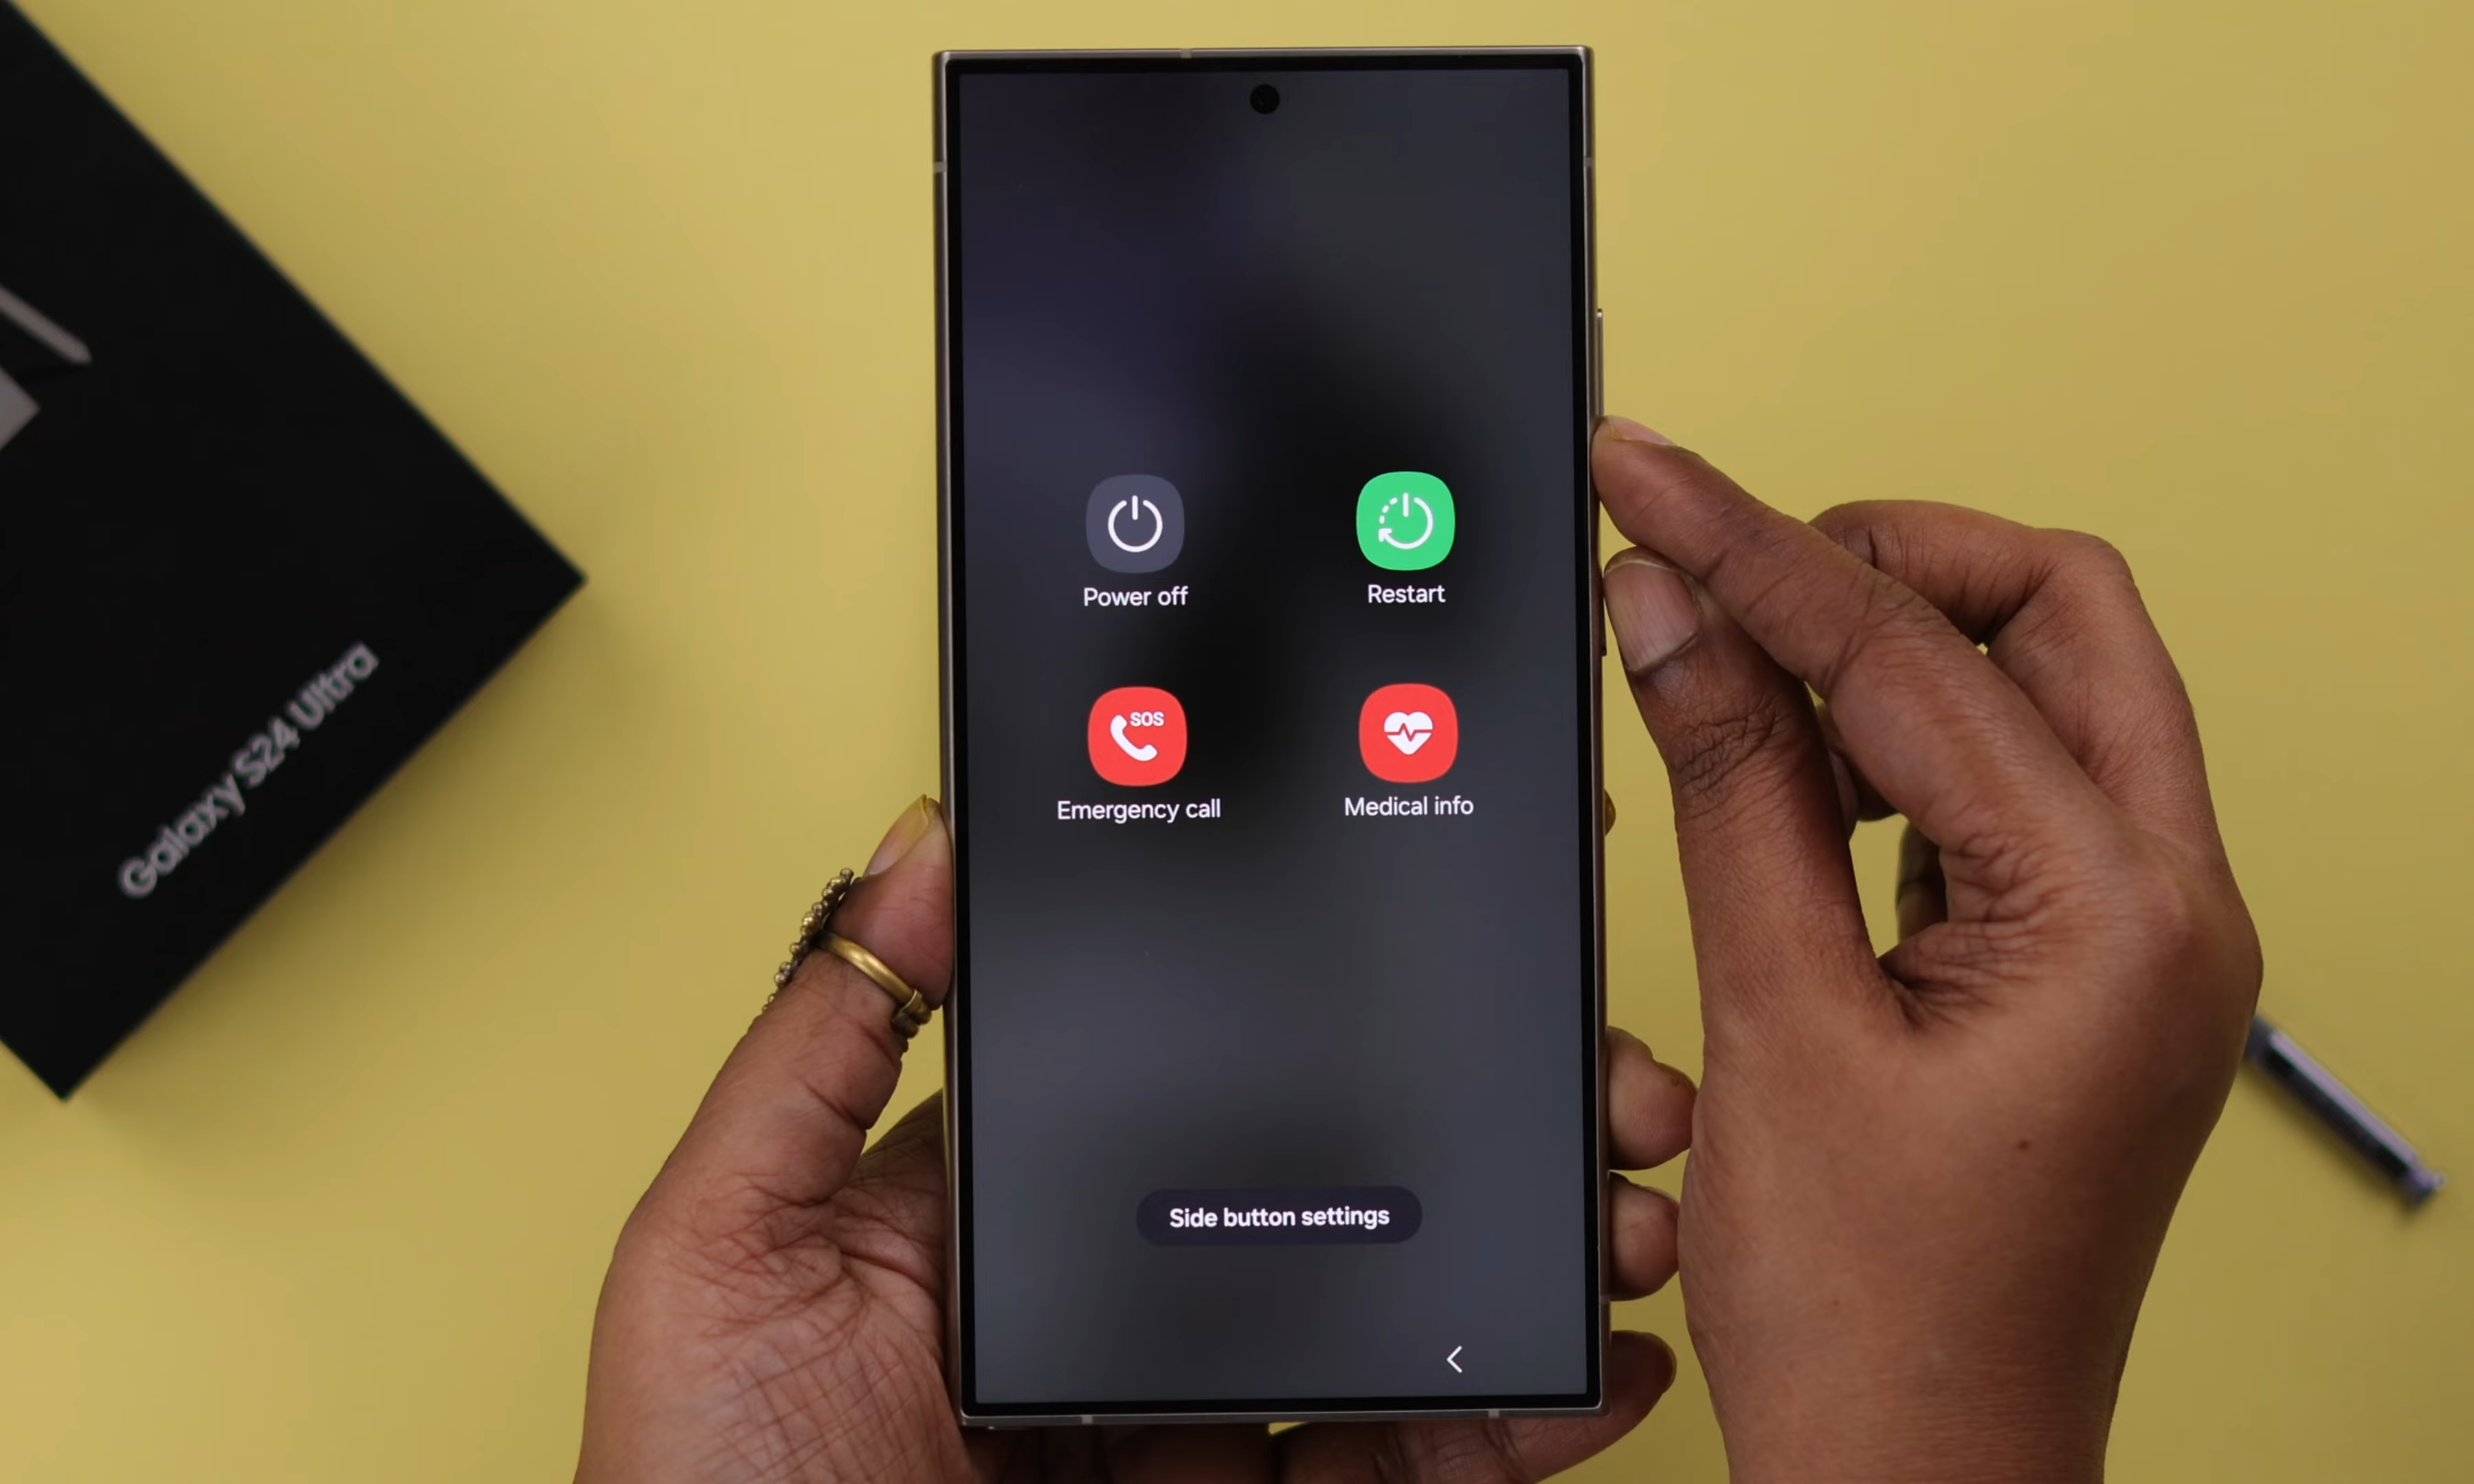 Galaxy S24 Ultra
Power off
Restart
SOS
Emergency call
Medical info
Side button settings